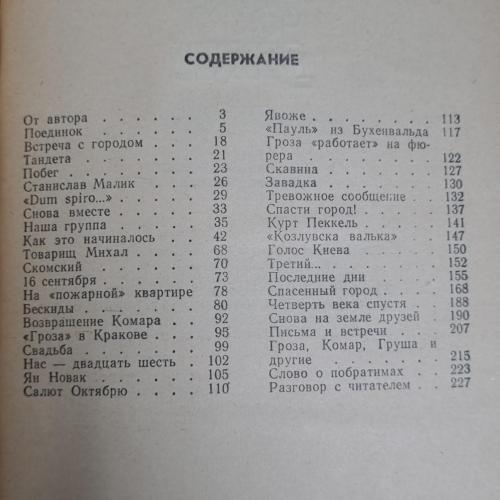 СОДЕРЖАНИЕ
От автора . . . . . . 3
Поединок . . . . . . 5
Встреча с городом . . . 18
Тандета . . . . . . 21
Побег . . . . . . . 23
Станислав Малик . . . 26
«Dum spiro...» . . . . 29
Снова вместе . . . . 33
Наша группа . . . . 35
Как это начиналось . . 42
Товарищ Михал . . . 68
Скомский . . . . . 70
16 сентября . . . . . 73
На «пожарной» квартире 78
Бескиды . . . . . . 80
Возвращение Комара . . 92
«Гроза» в Кракове . . . 95
Свадьба . . . . . . 99
Нас — двадцать шесть . 102
Ян Новак . . . . . 105
Салют Октябрю . . . . 110
Явоже . . . . . . . 113
«Пауль» из Бухенвальда 117
Гроза «работает» на фю-
рера . . . . . . . 122
Скавина . . . . . . 127
Завадка . . . . . . 130
Тревожное сообщение . . 132
Спасти город! . . . . 137
Курт Пеккель . . . . 141
«Козлувска валька» . . 147
Голос Киева . . . . 150
Третий... . . . . . 152
Последние дни . . . . 155
Спасенный город . . . 168
Четверть века спустя . . 188
Снова на земле друзей . 190
Письма и встречи . . . 207
Гроза, Комар, Груша и
другие . . . . . . 215
Слово о побратимах . . 223
Разговор с читателем . . 227